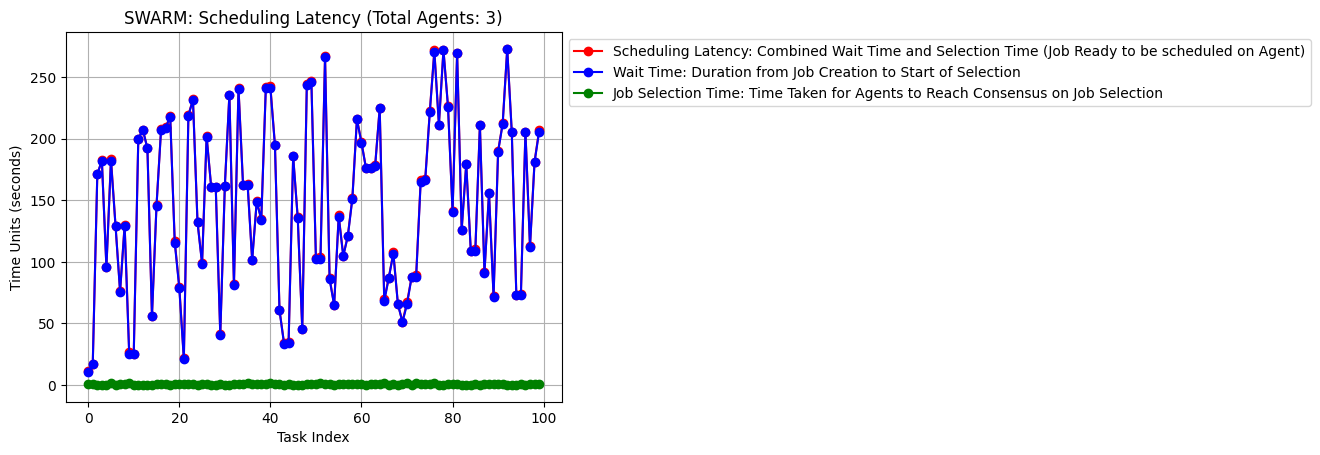 SWARM: Scheduling Latency (Total Agents: 3)
Scheduling Latency: Combined Wait Time and Selection Time (Job Ready to be scheduled on Agent)
Wait Time: Duration from Job Creation to Start of Selection
Job Selection Time: Time Taken for Agents to Reach Consensus on Job Selection
Time Units (seconds)
250
200
150
100
50
0
0 20 40 60 80 100
Task Index